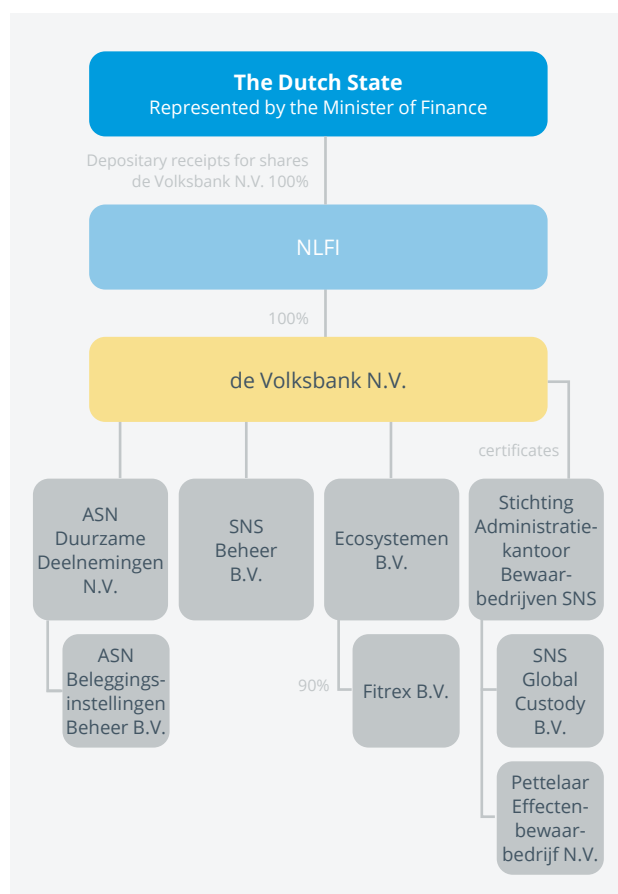 The Dutch State
Represented by the Minister of Finance
Depositary receipts for shares
de Volksbank N.V. 100%
NLFI
100%
de Volksbank N.V.
certificates
ASN
Duurzame
Deelnemingen
N.V.
SNS
Beheer
B.V.
Ecosystemen
B.V.
Stichting
Administratie-
kantoor
Bewaar-
bedrijven SNS
ASN
Beleggings-
instellingen
Beheer B.V.
90%
Fitrex B.V.
SNS
Global
Custody
B.V.
Pettelaar
Effecten-
bewaar-
bedrijf N.V.